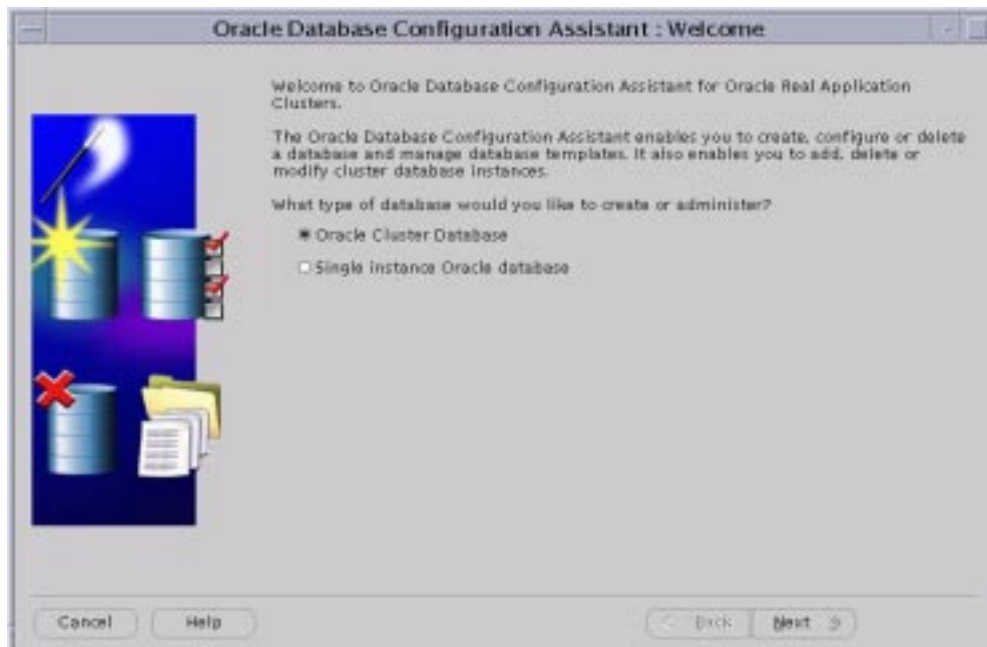 Oracle Database Configuration Assistant : Welcome
Welcome to Oracle Database Configuration Assistant for Oracle Real Application
Clusters.
The Oracle Database Configuration Assistant enables you to create, configure or delete
a database and manage database templates. It also enables you to add, delete or
modify cluster database instances.
What type of database would you like to create or administer?
Oracle Cluster Database
Single instance Oracle database
Cancel
Help
Back
Next